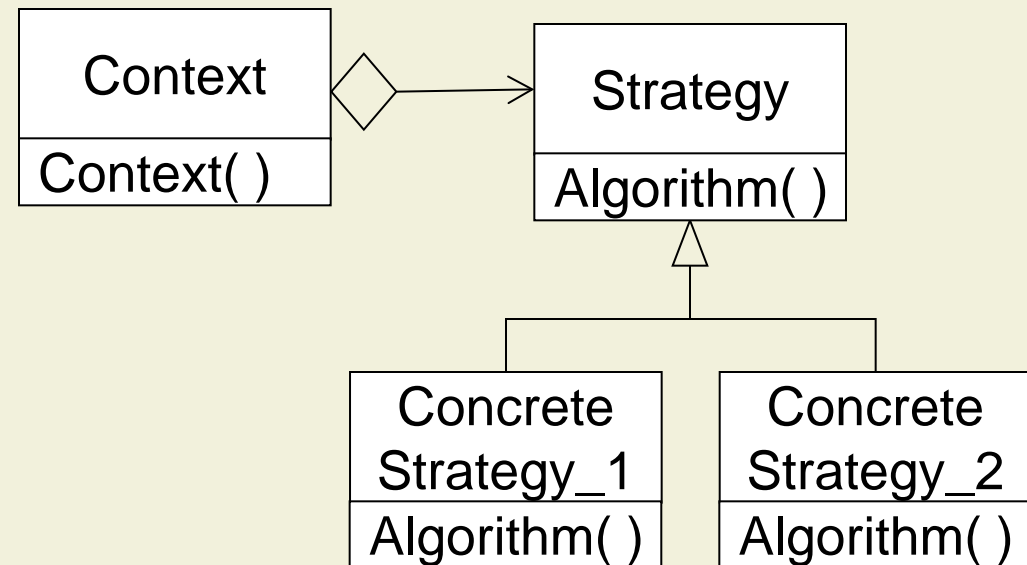 Context
Context( )
Strategy
Algorithm( )
Concrete
Strategy_1
Algorithm( )
Concrete
Strategy_2
Algorithm( )